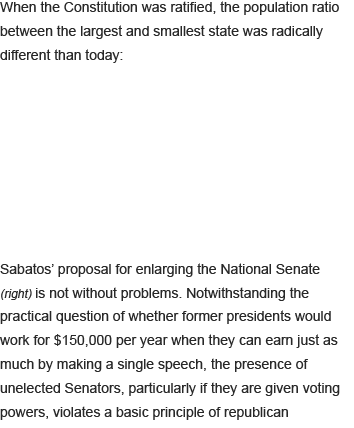 When the Constitution was ratified, the population ratio
between the largest and smallest state was radically
different than today:
Sabatos’ proposal for enlarging the National Senate
(right) is not without problems. Notwithstanding the
practical question of whether former presidents would
work for $150,000 per year when they can earn just as
much by making a single speech, the presence of
unelected Senators, particularly if they are given voting
powers, violates a basic principle of republican